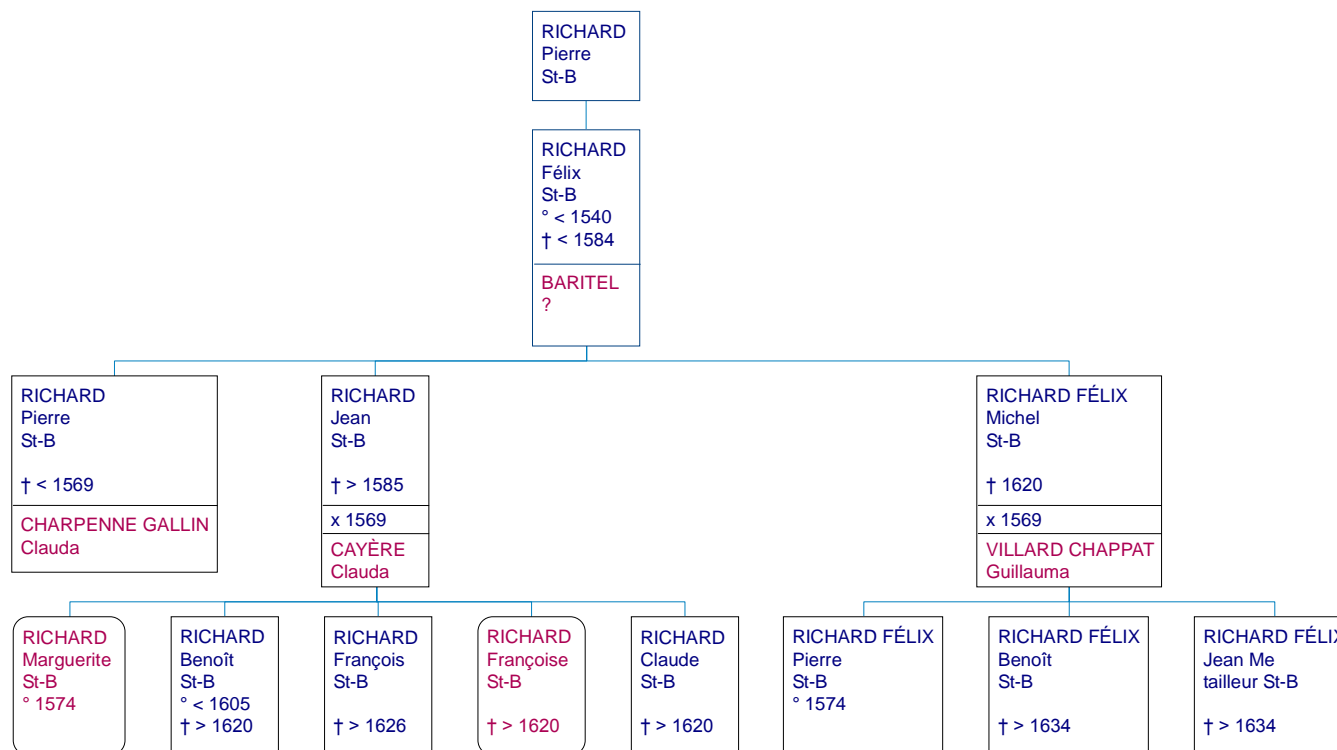 RICHARD
Pierre
St-B
RICHARD
Félix
St-B
° < 1540
† < 1584
BARITEL
?
RICHARD
Pierre
St-B
† < 1569
CHARPENNE GALLIN
Clauda
RICHARD
Jean
St-B
† > 1585
x 1569
CAYÈRE
Clauda
RICHARD FÉLIX
Michel
St-B
† 1620
x 1569
VILLARD CHAPPAT
Guillauma
RICHARD
Marguerite
St-B
° 1574
RICHARD
Benoît
St-B
° < 1605
† > 1620
RICHARD
François
St-B
† > 1626
RICHARD
Françoise
St-B
† > 1620
RICHARD
Claude
St-B
† > 1620
RICHARD FÉLIX
Pierre
St-B
° 1574
RICHARD FÉLIX
Benoît
St-B
† > 1634
RICHARD FÉLIX
Jean Me
tailleur St-B
† > 1634